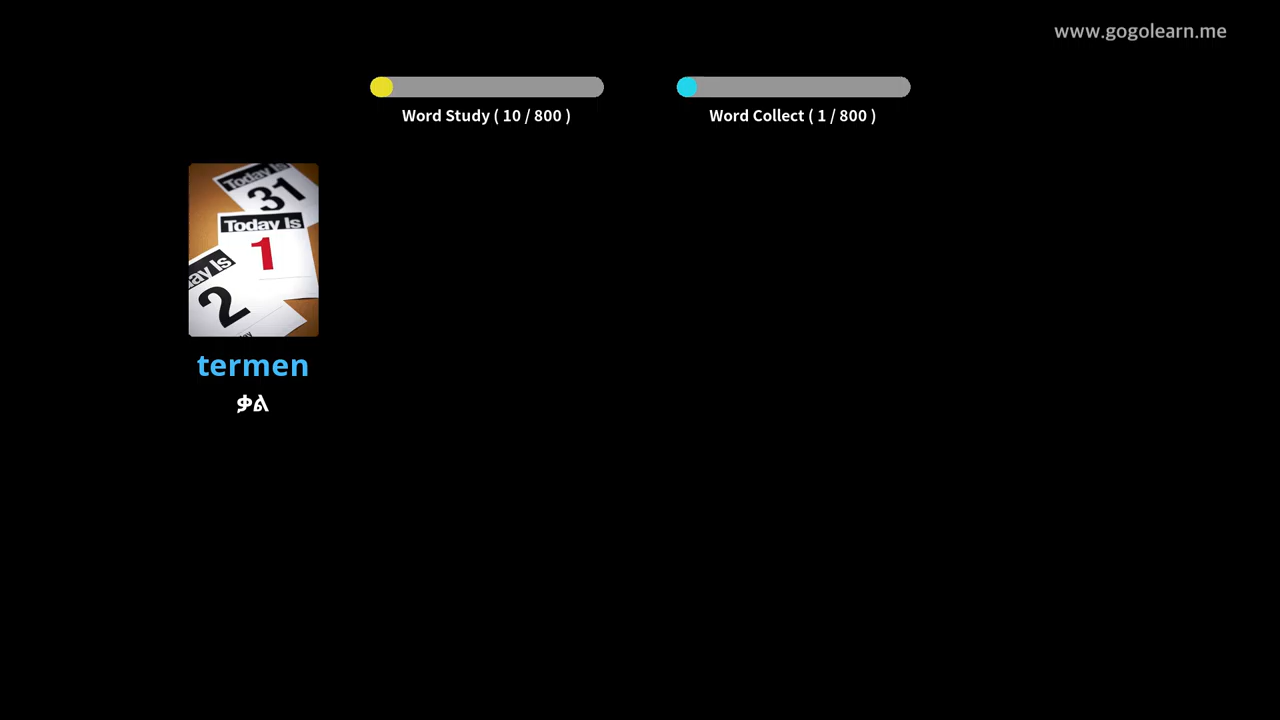 www.gogolearn.me
Word Study ( 10 / 800 )
Word Collect ( 1 / 800 )
Today Is
31
Today Is
1
ay Is
2
termen
ቃል